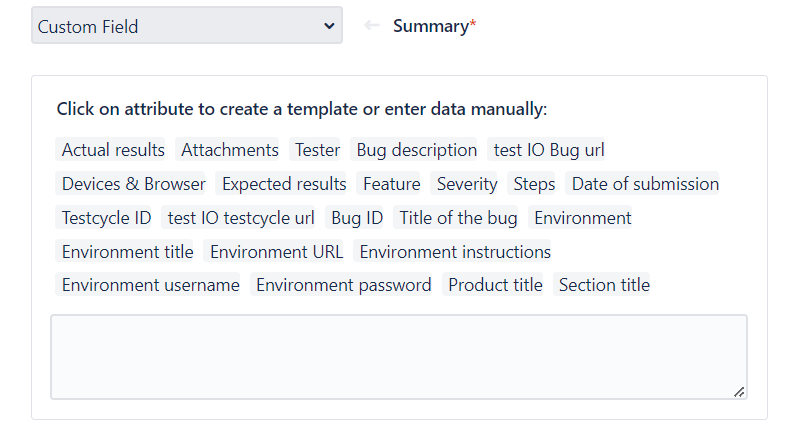 Custom Field Summary*
Click on attribute to create a template or enter data manually:
Actual results Attachments Tester Bug description test IO Bug url
Devices & Browser Expected results Feature Severity Steps Date of submission
Testcycle ID test IO testcycle url Bug ID Title of the bug Environment
Environment title Environment URL Environment instructions
Environment username Environment password Product title Section title